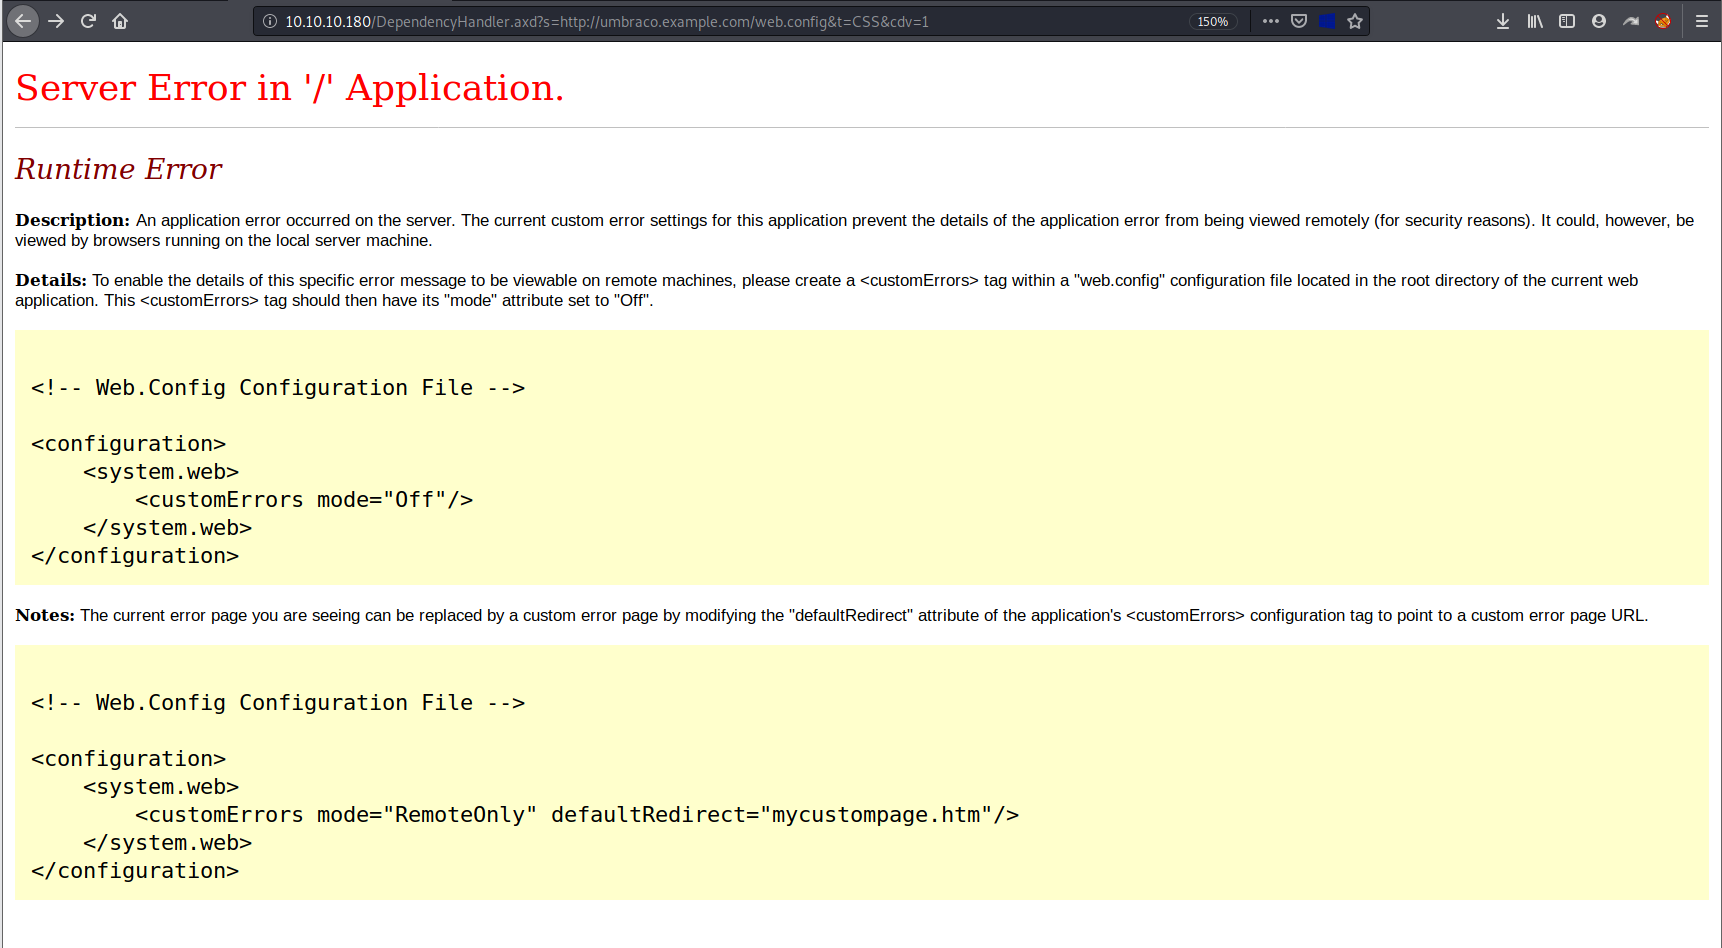 10.10.10.180/DependencyHandler.axd?s=http://umbraco.example.com/web.config&t=CSS&cdv=1
150%
Server Error in '/' Application.
Runtime Error
Description: An application error occurred on the server. The current custom error settings for this application prevent the details of the application error from being viewed remotely (for security reasons). It could, however, be
viewed by browsers running on the local server machine.
Details: To enable the details of this specific error message to be viewable on remote machines, please create a <customErrors> tag within a "web.config" configuration file located in the root directory of the current web
application. This <customErrors> tag should then have its "mode" attribute set to "Off".
<!-- Web.Config Configuration File -->
<configuration>
    <system.web>
        <customErrors mode="Off"/>
    </system.web>
</configuration>
Notes: The current error page you are seeing can be replaced by a custom error page by modifying the "defaultRedirect" attribute of the application's <customErrors> configuration tag to point to a custom error page URL.
<!-- Web.Config Configuration File -->
<configuration>
    <system.web>
        <customErrors mode="RemoteOnly" defaultRedirect="mycustompage.htm"/>
    </system.web>
</configuration>